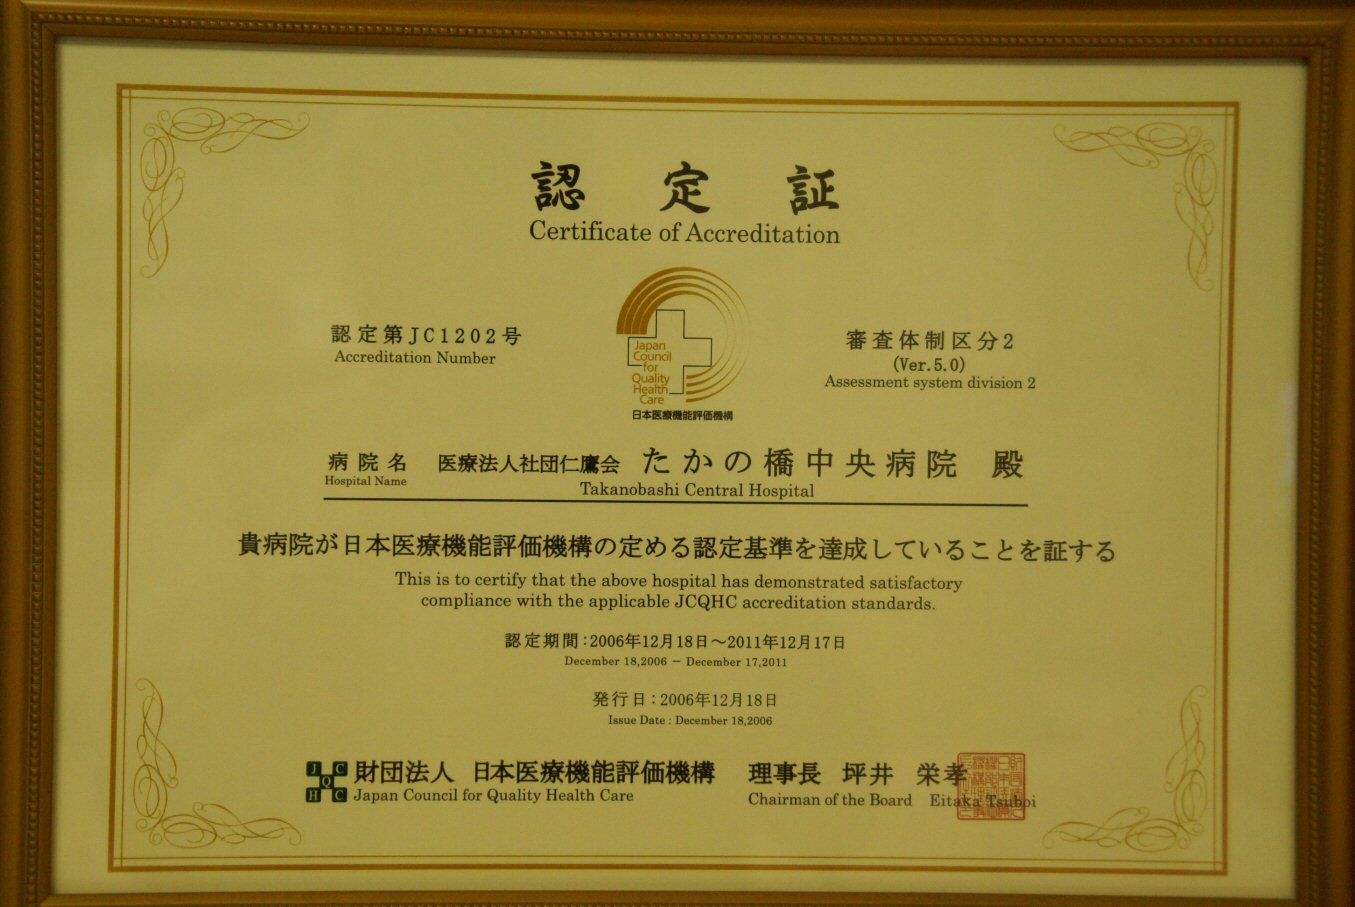 認定証
Certificate of Accreditation
認定第JC1202号
Accreditation Number
Japan
Council
for
Quality
Health
Care
日本医療機能評価機構
審査体制区分2
(Ver.5.0)
Assessment system division 2
病院名 医療法人社団仁鷹会 たかの橋中央病院 殿
Hospital Name Takanobashi Central Hospital
貴病院が日本医療機能評価機構の定める認定基準を達成していることを証する
This is to certify that the above hospital has demonstrated satisfactory
compliance with the applicable JCQHC accreditation standards.
認定期間:2006年12月18日～2011年12月17日
December 18,2006 － December 17,2011
発行日:2006年12月18日
Issue Date : December 18,2006
J C
Q
H C
財団法人 日本医療機能評価機構
Japan Council for Quality Health Care
理事長 坪井 栄孝
Chairman of the Board Eitaka Tsuboi